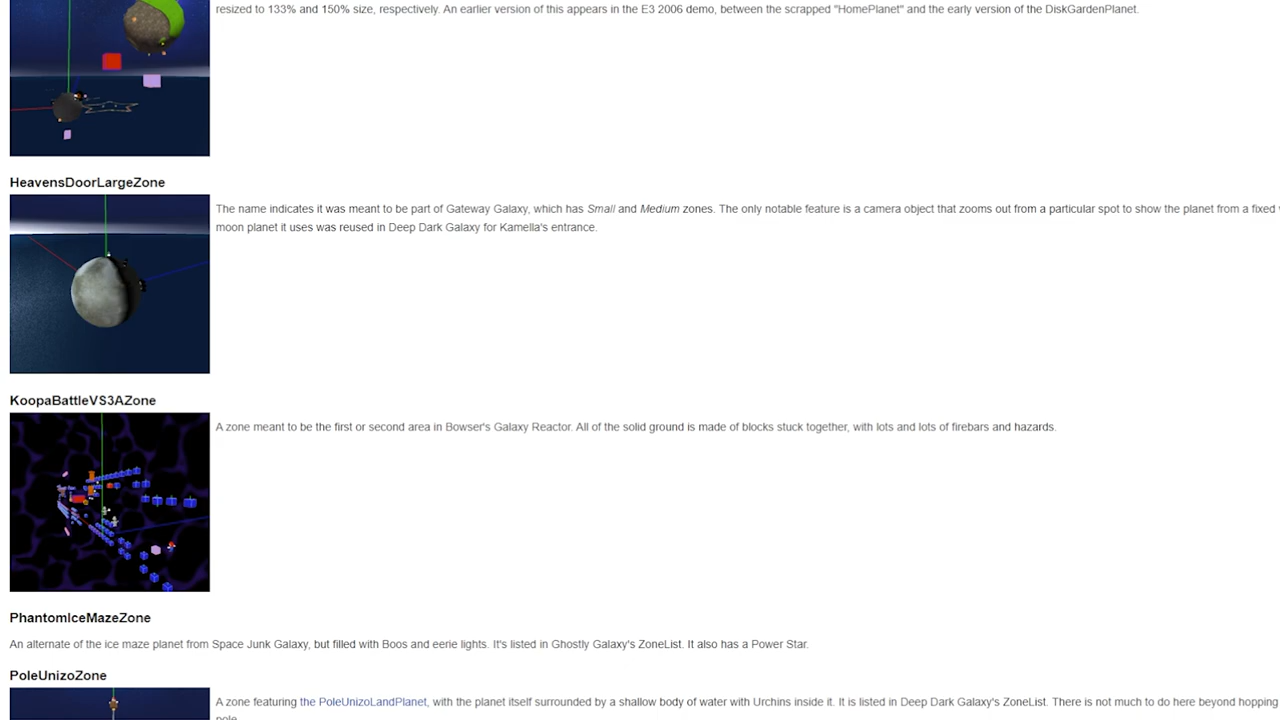 resized to 133% and 150% size, respectively. An earlier version of this appears in the E3 2006 demo, between the scrapped "HomePlanet" and the early version of the DiskGardenPlanet.
HeavensDoorLargeZone
The name indicates it was meant to be part of Gateway Galaxy, which has Small and Medium zones. The only notable feature is a camera object that zooms out from a particular spot to show the planet from a fixed
moon planet it uses was reused in Deep Dark Galaxy for Kamella's entrance.
KoopaBattleVS3AZone
A zone meant to be the first or second area in Bowser's Galaxy Reactor. All of the solid ground is made of blocks stuck together, with lots and lots of firebars and hazards.
PhantomIceMazeZone
An alternate of the ice maze planet from Space Junk Galaxy, but filled with Boos and eerie lights. It's listed in Ghostly Galaxy's ZoneList. It also has a Power Star.
PoleUnizoZone
A zone featuring the PoleUnizoLandPlanet, with the planet itself surrounded by a shallow body of water with Urchins inside it. It is listed in Deep Dark Galaxy's ZoneList. There is not much to do here beyond hopping
pole.